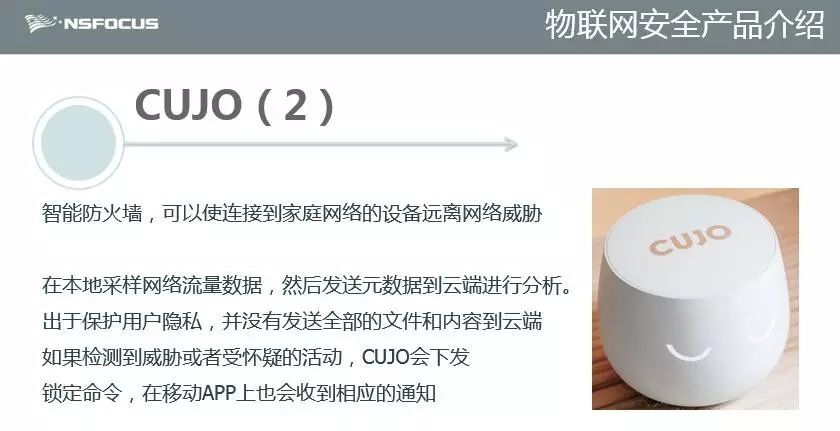 NSFOCUS
物联网安全产品介绍
CUJO（2）
智能防火墙，可以使连接到家庭网络的设备远离网络威胁
在本地采样网络流量数据，然后发送元数据到云端进行分析。
出于保护用户隐私，并没有发送全部的文件和内容到云端
如果检测到威胁或者受怀疑的活动，CUJO会下发
锁定命令，在移动APP上也会收到相应的通知
CUJO